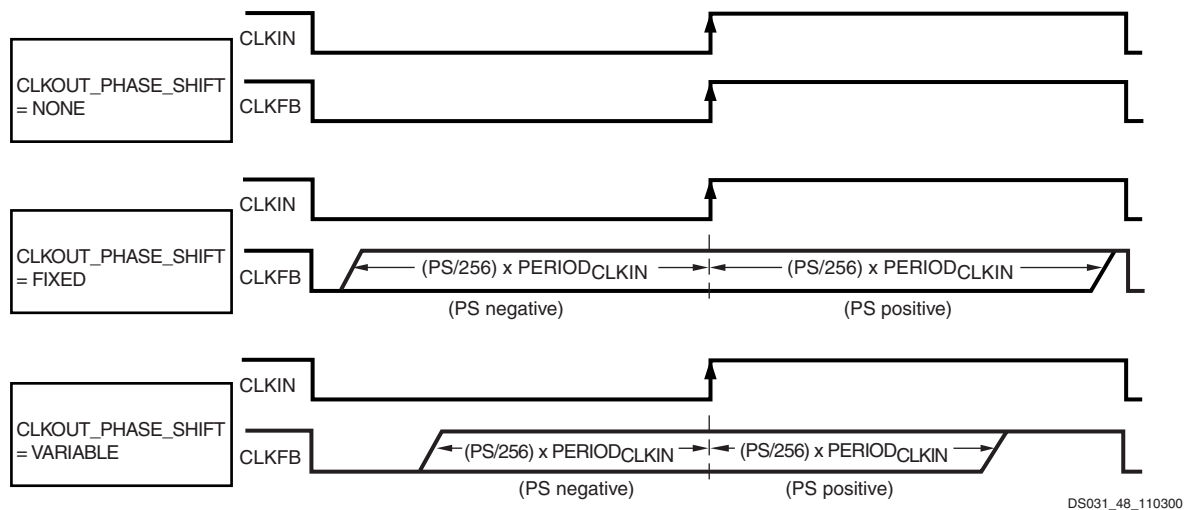 CLKIN
CLKOUT_PHASE_SHIFT
= NONE
CLKFB
CLKIN
CLKOUT_PHASE_SHIFT
= FIXED
CLKFB
(PS/256) x PERIODCLKIN
(PS/256) x PERIODCLKIN
(PS negative)
(PS positive)
CLKIN
CLKOUT_PHASE_SHIFT
= VARIABLE
CLKFB
(PS/256) x PERIODCLKIN
(PS/256) x PERIODCLKIN
(PS negative)
(PS positive)
DS031_48_110300